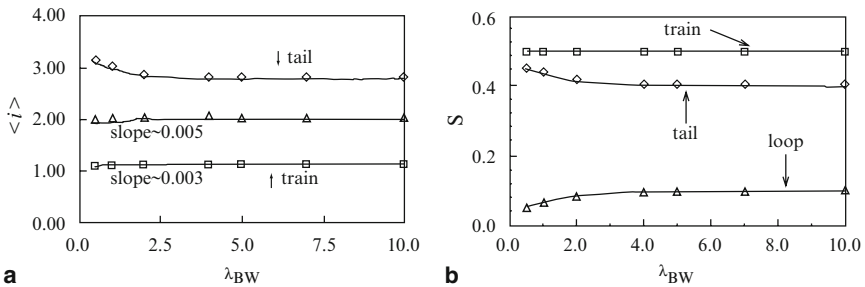 4.00
3.00
2.00
1.00
0.00
<i>
↓ tail
slope~0.005
slope~0.003
↑ train
0.0 2.5 5.0 7.5 10.0
λBW
a
0.6
0.4
0.2
0.0
S
train
tail
loop
0.0 2.0 4.0 6.0 8.0 10.0
λBW
b